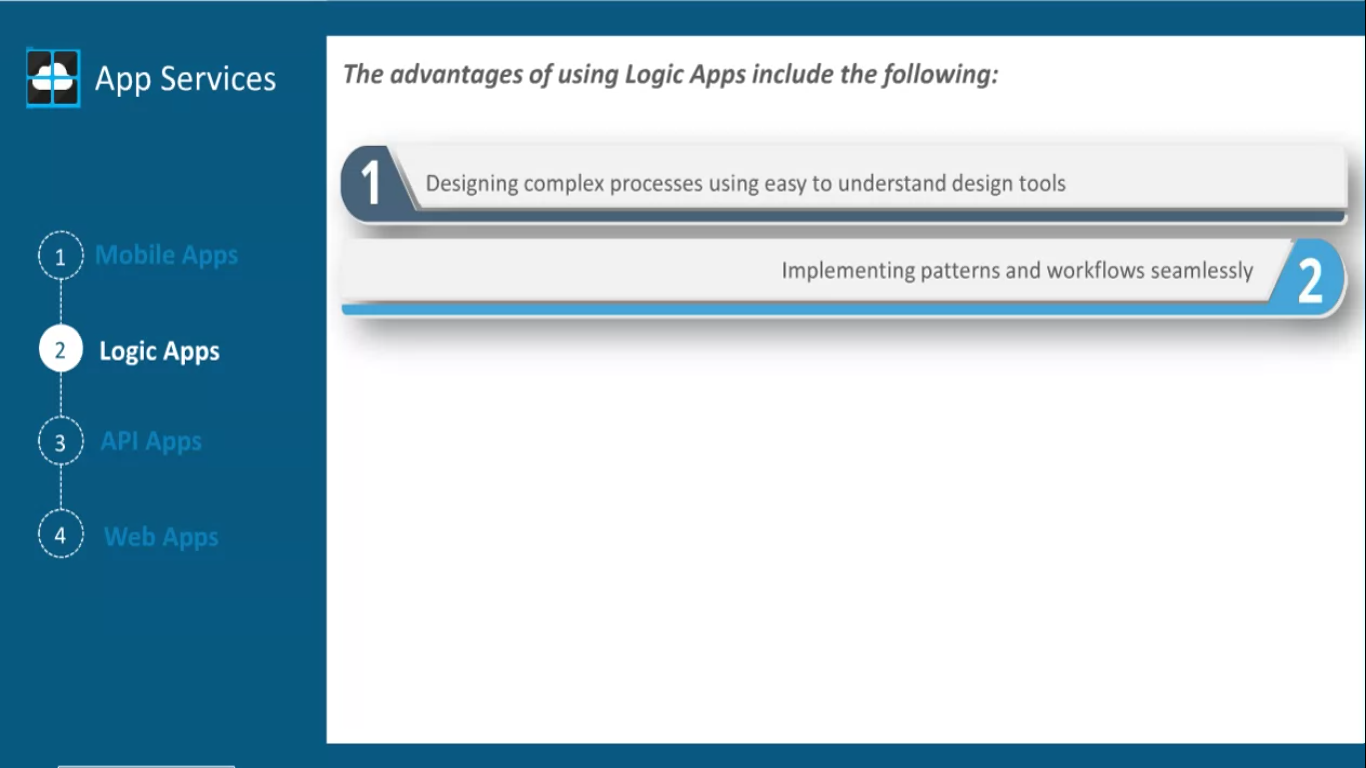 App Services
The advantages of using Logic Apps include the following:
1
Designing complex processes using easy to understand design tools
Implementing patterns and workflows seamlessly
2
1
Mobile Apps
2
Logic Apps
3
API Apps
4
Web Apps